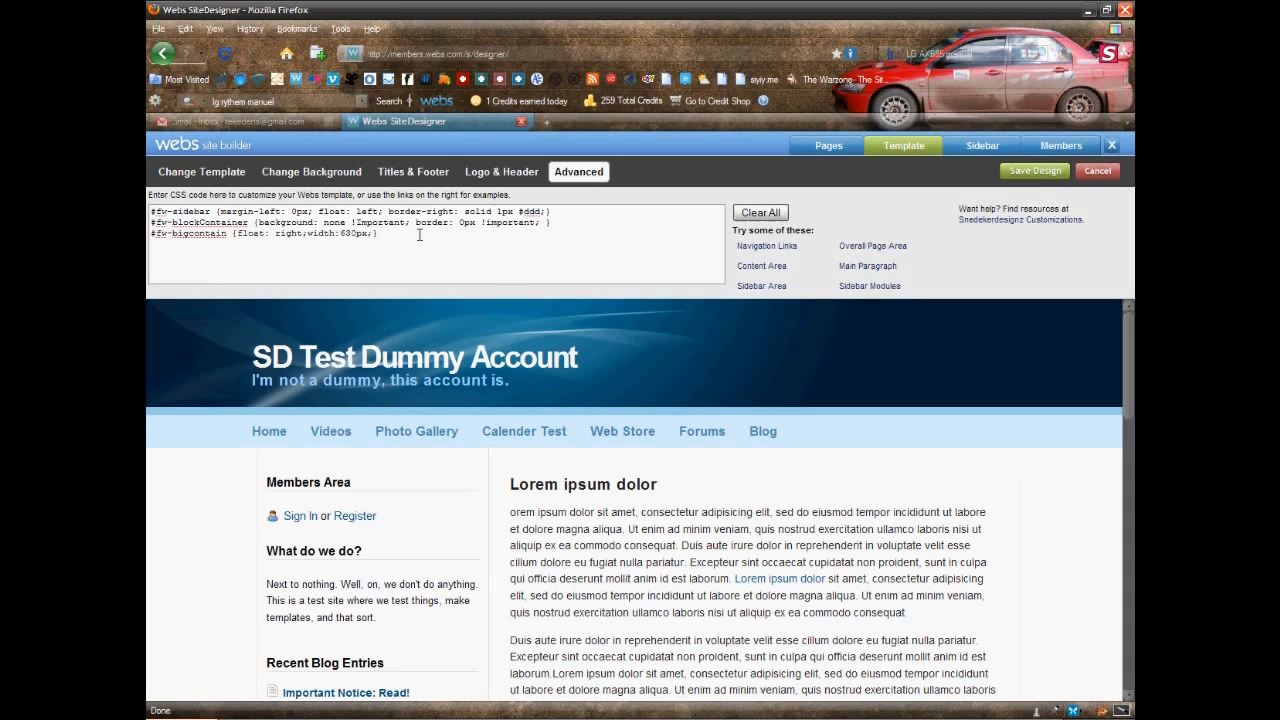 Webs SiteDesigner - Mozilla Firefox
File Edit View History Bookmarks Tools Help
http://members.webs.com/s/designer/
Most Visited siyiy.me The Warzone- The Sit...
lg rythem manuel Search webs 1 Credits earned today 259 Total Credits Go to Credit Shop
Webs SiteDesigner
webs site builder Pages Template Sidebar Members X
Change Template Change Background Titles & Footer Logo & Header Advanced Save Design Cancel
Enter CSS code here to customize your Webs template, or use the links on the right for examples.
#fw-sidebar {margin-left: 0px; float: left; border-right: solid 1px #ddd;}
#fw-blockContainer {background: none !Important; border: 0px !important; }
#fw-bigcontain {float: right;width:630px;}
Clear All
Try some of these:
Navigation Links Overall Page Area
Content Area Main Paragraph
Sidebar Area Sidebar Modules
Want help? Find resources at
Snedekerdesignz Customizations.
SD Test Dummy Account
I'm not a dummy, this account is.
Home Videos Photo Gallery Calender Test Web Store Forums Blog
Members Area
Sign In or Register
What do we do?
Next to nothing. Well, on, we don't do anything.
This is a test site where we test things, make
templates, and that sort.
Recent Blog Entries
Important Notice: Read!
Lorem ipsum dolor
orem ipsum dolor sit amet, consectetur adipisicing elit, sed do eiusmod tempor incididunt ut labore
et dolore magna aliqua. Ut enim ad minim veniam, quis nostrud exercitation ullamco laboris nisi ut
aliquip ex ea commodo consequat. Duis aute irure dolor in reprehenderit in voluptate velit esse
cillum dolore eu fugiat nulla pariatur. Excepteur sint occaecat cupidatat non proident, sunt in culpa
qui officia deserunt mollit anim id est laborum. Lorem ipsum dolor sit amet, consectetur adipisicing
elit, sed do eiusmod tempor incididunt ut labore et dolore magna aliqua. Ut enim ad minim veniam,
quis nostrud exercitation ullamco laboris nisi ut aliquip ex ea commodo consequat.
Duis aute irure dolor in reprehenderit in voluptate velit esse cillum dolore eu fugiat nulla pariatur.
Excepteur sint occaecat cupidatat non proident, sunt in culpa qui officia deserunt mollit anim id est
laborum.Lorem ipsum dolor sit amet, consectetur adipisicing elit, sed do eiusmod tempor incididunt
ut labore et dolore magna aliqua. Ut enim ad minim veniam, quis nostrud exercitation ullamco laboris
Done